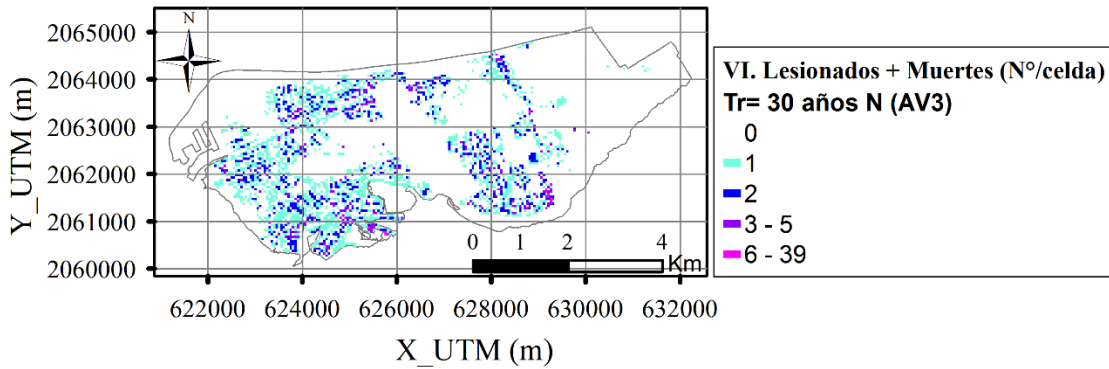 N
2065000
2064000
2063000
2062000
2061000
2060000
Y_UTM (m)
0 1 2 4
Km
622000 624000 626000 628000 630000 632000
X_UTM (m)
VI. Lesionados + Muertes (N°/celda)
Tr= 30 años N (AV3)
0
1
2
3 - 5
6 - 39